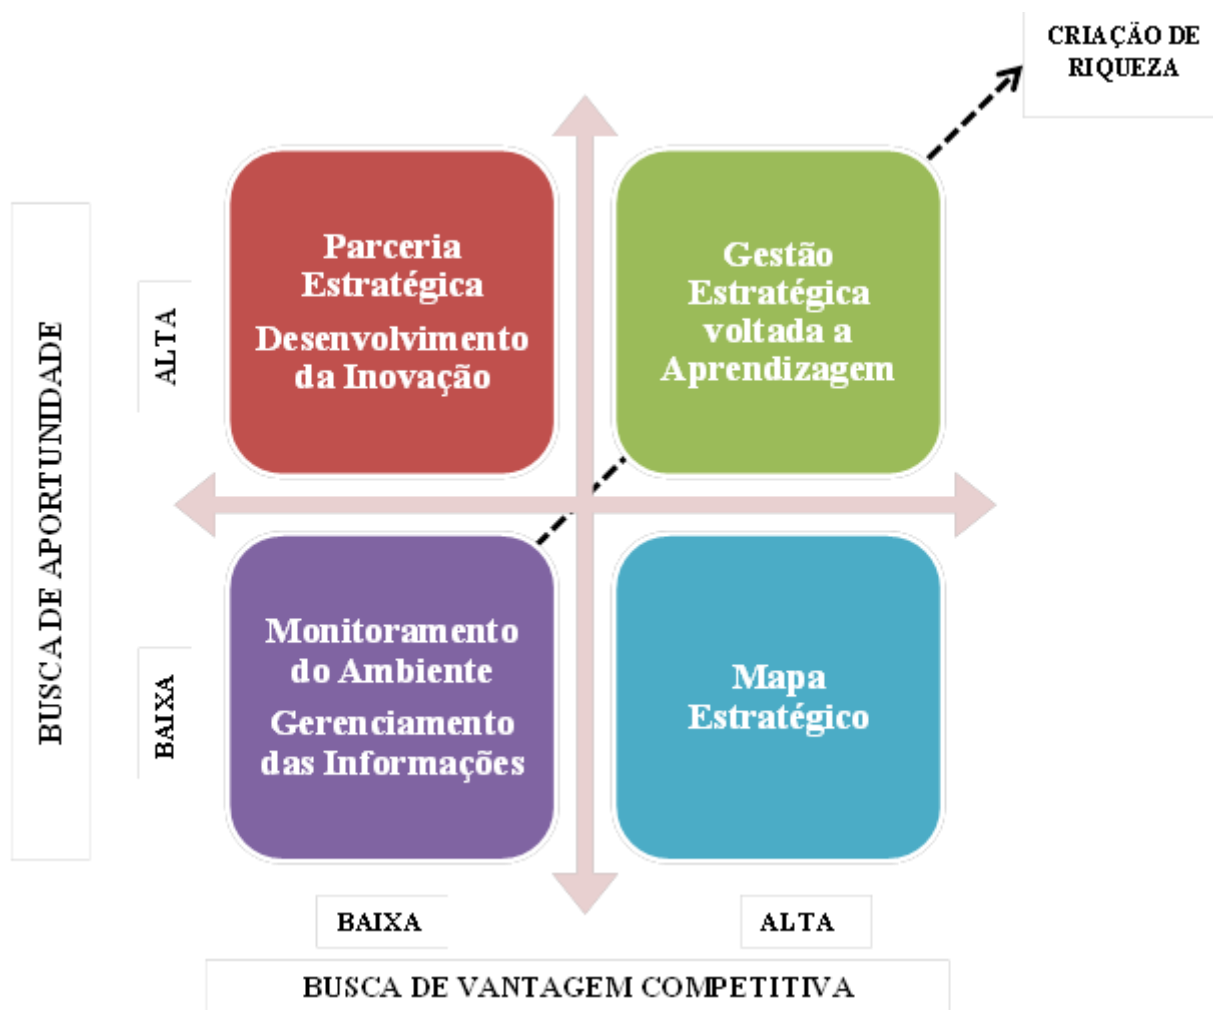 CRIAÇÃO DE
RIQUEZA
Parceria
Estratégica
Desenvolvimento
da Inovação
Gestão
Estratégica
voltada a
Aprendizagem
BUSCA DE APORTUNIDADE
ALTA
BAIXA
Monitoramento
do Ambiente
Gerenciamento
das Informações
Mapa
Estratégico
BAIXA
ALTA
BUSCA DE VANTAGEM COMPETITIVA